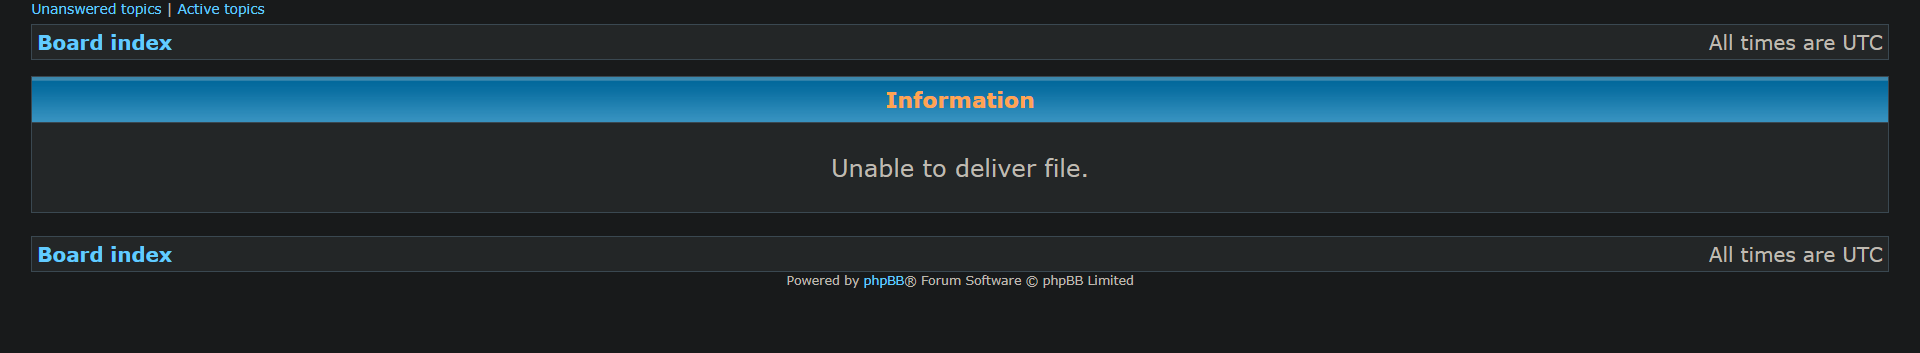 Unanswered topics | Active topics
Board index All times are UTC
Information
Unable to deliver file.
Board index All times are UTC
Powered by phpBB® Forum Software © phpBB Limited